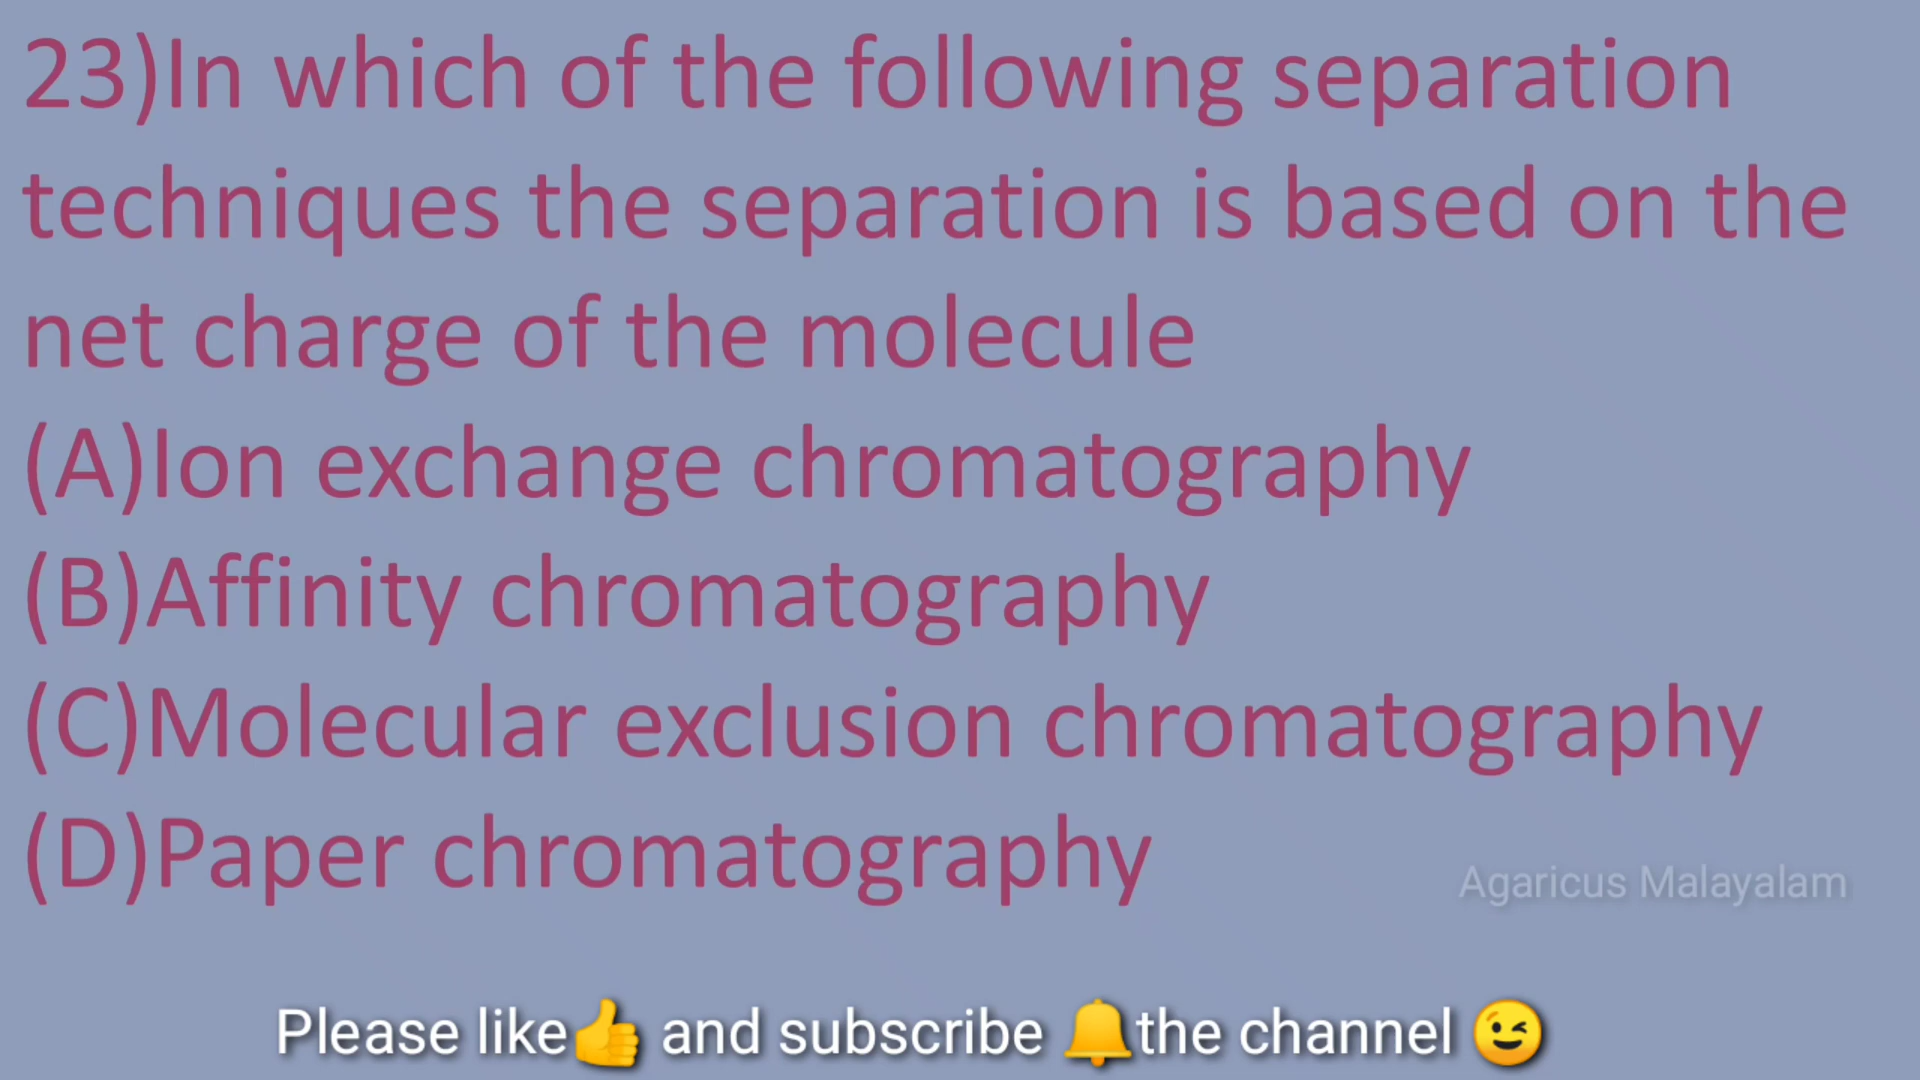 23)In which of the following separation
techniques the separation is based on the
net charge of the molecule
(A)Ion exchange chromatography
(B)Affinity chromatography
(C)Molecular exclusion chromatography
(D)Paper chromatography
Agaricus Malayalam
Please like👍 and subscribe 🔔the channel 😉